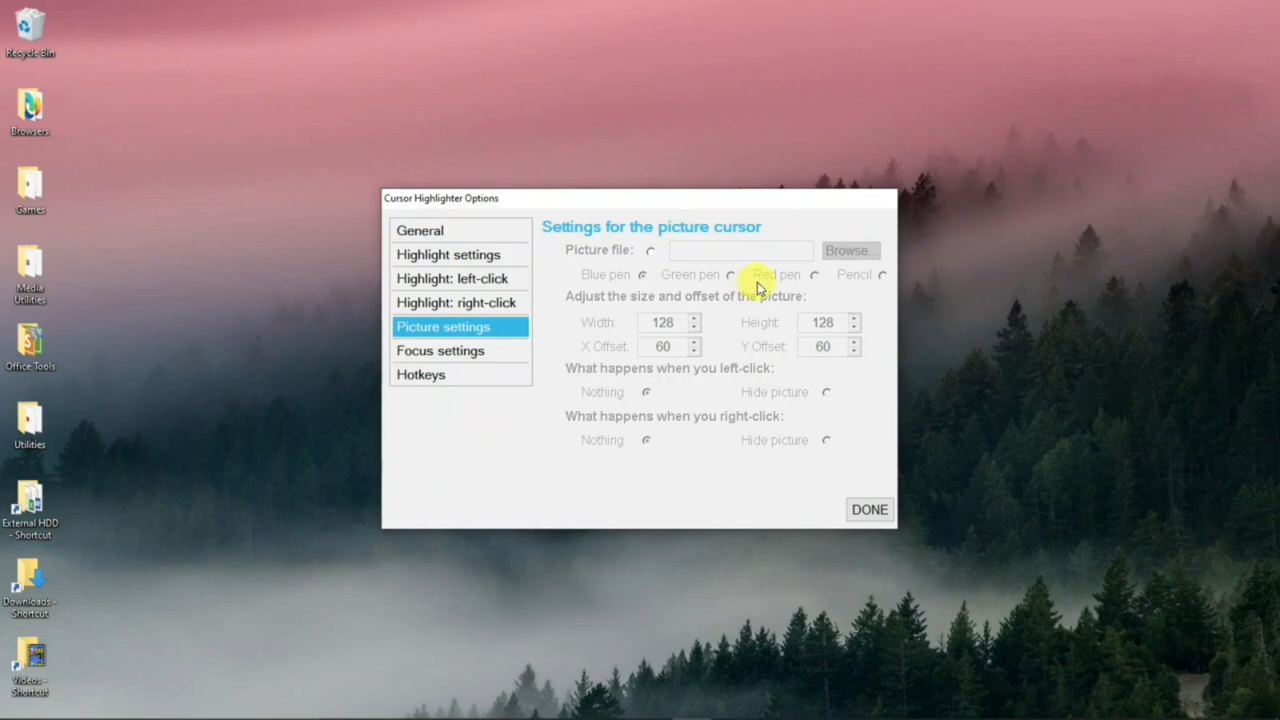 Recycle Bin
Browsers
Games
Media
Utilities
Office Tools
Utilities
External HDD
- Shortcut
Downloads -
Shortcut
Videos -
Shortcut
Cursor Highlighter Options
General
Highlight settings
Highlight: left-click
Highlight: right-click
Picture settings
Focus settings
Hotkeys
Settings for the picture cursor
Picture file: Browse...
Blue pen Green pen Red pen Pencil
Adjust the size and offset of the picture:
Width: 128 Height: 128
X Offset: 60 Y Offset: 60
What happens when you left-click:
Nothing Hide picture
What happens when you right-click:
Nothing Hide picture
DONE